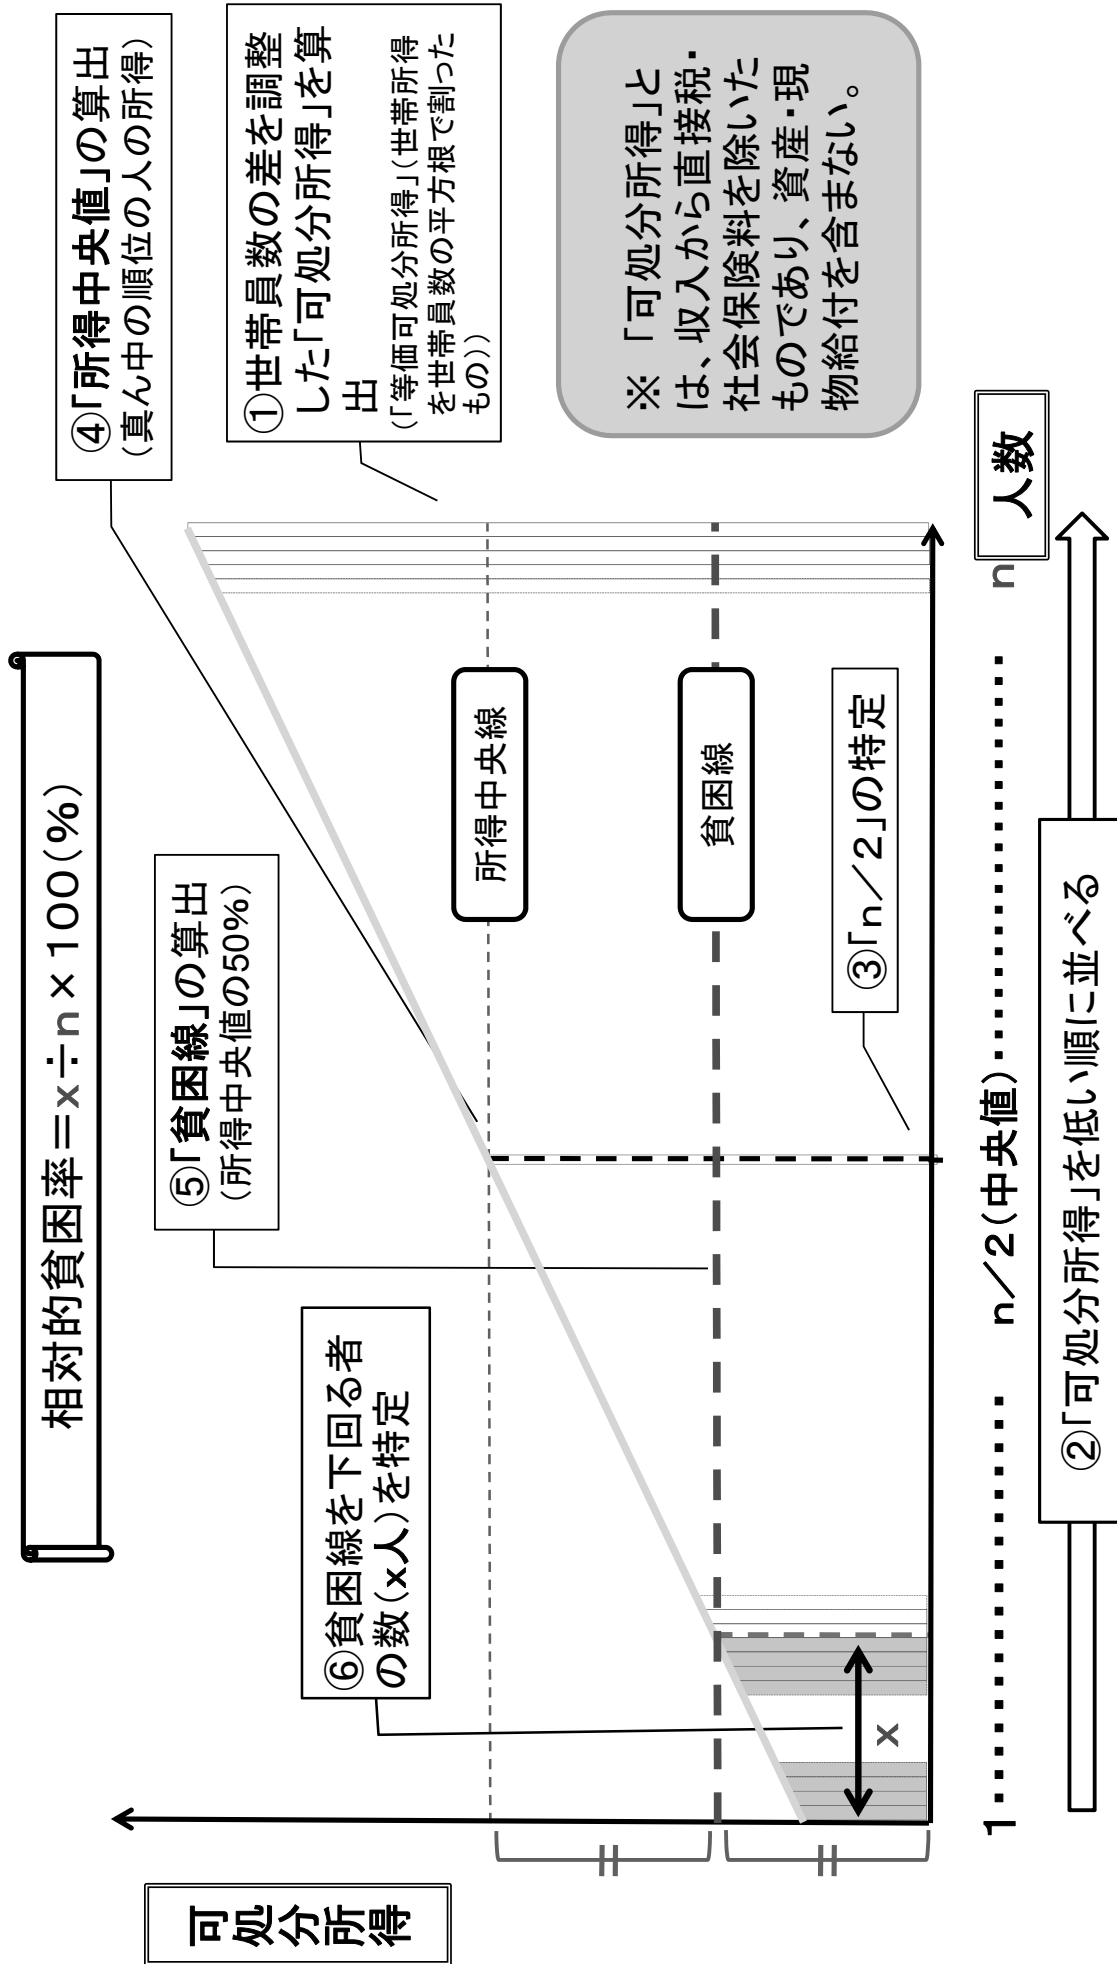 相対的貧困率＝x÷n×100(％)
④「所得中央値」の算出
(真ん中の順位の人の所得)
⑤「貧困線」の算出
(所得中央値の50％)
①世帯員数の差を調整
した「可処分所得」を算
出
(「等価可処分所得」(世帯所得
を世帯員数の平方根で割った
もの))
⑥貧困線を下回る者
の数(x人)を特定
可処分所得
所得中央線
貧困線
③「n／2」の特定
x
※　「可処分所得」と
は、収入から直接税・
社会保険料を除いた
ものであり、資産・現
物給付を含まない。
1・・・・・・・・・・　n／2(中央値)・・・・・・・・・・・・・・・・・　n
人数
②「可処分所得」を低い順に並べる